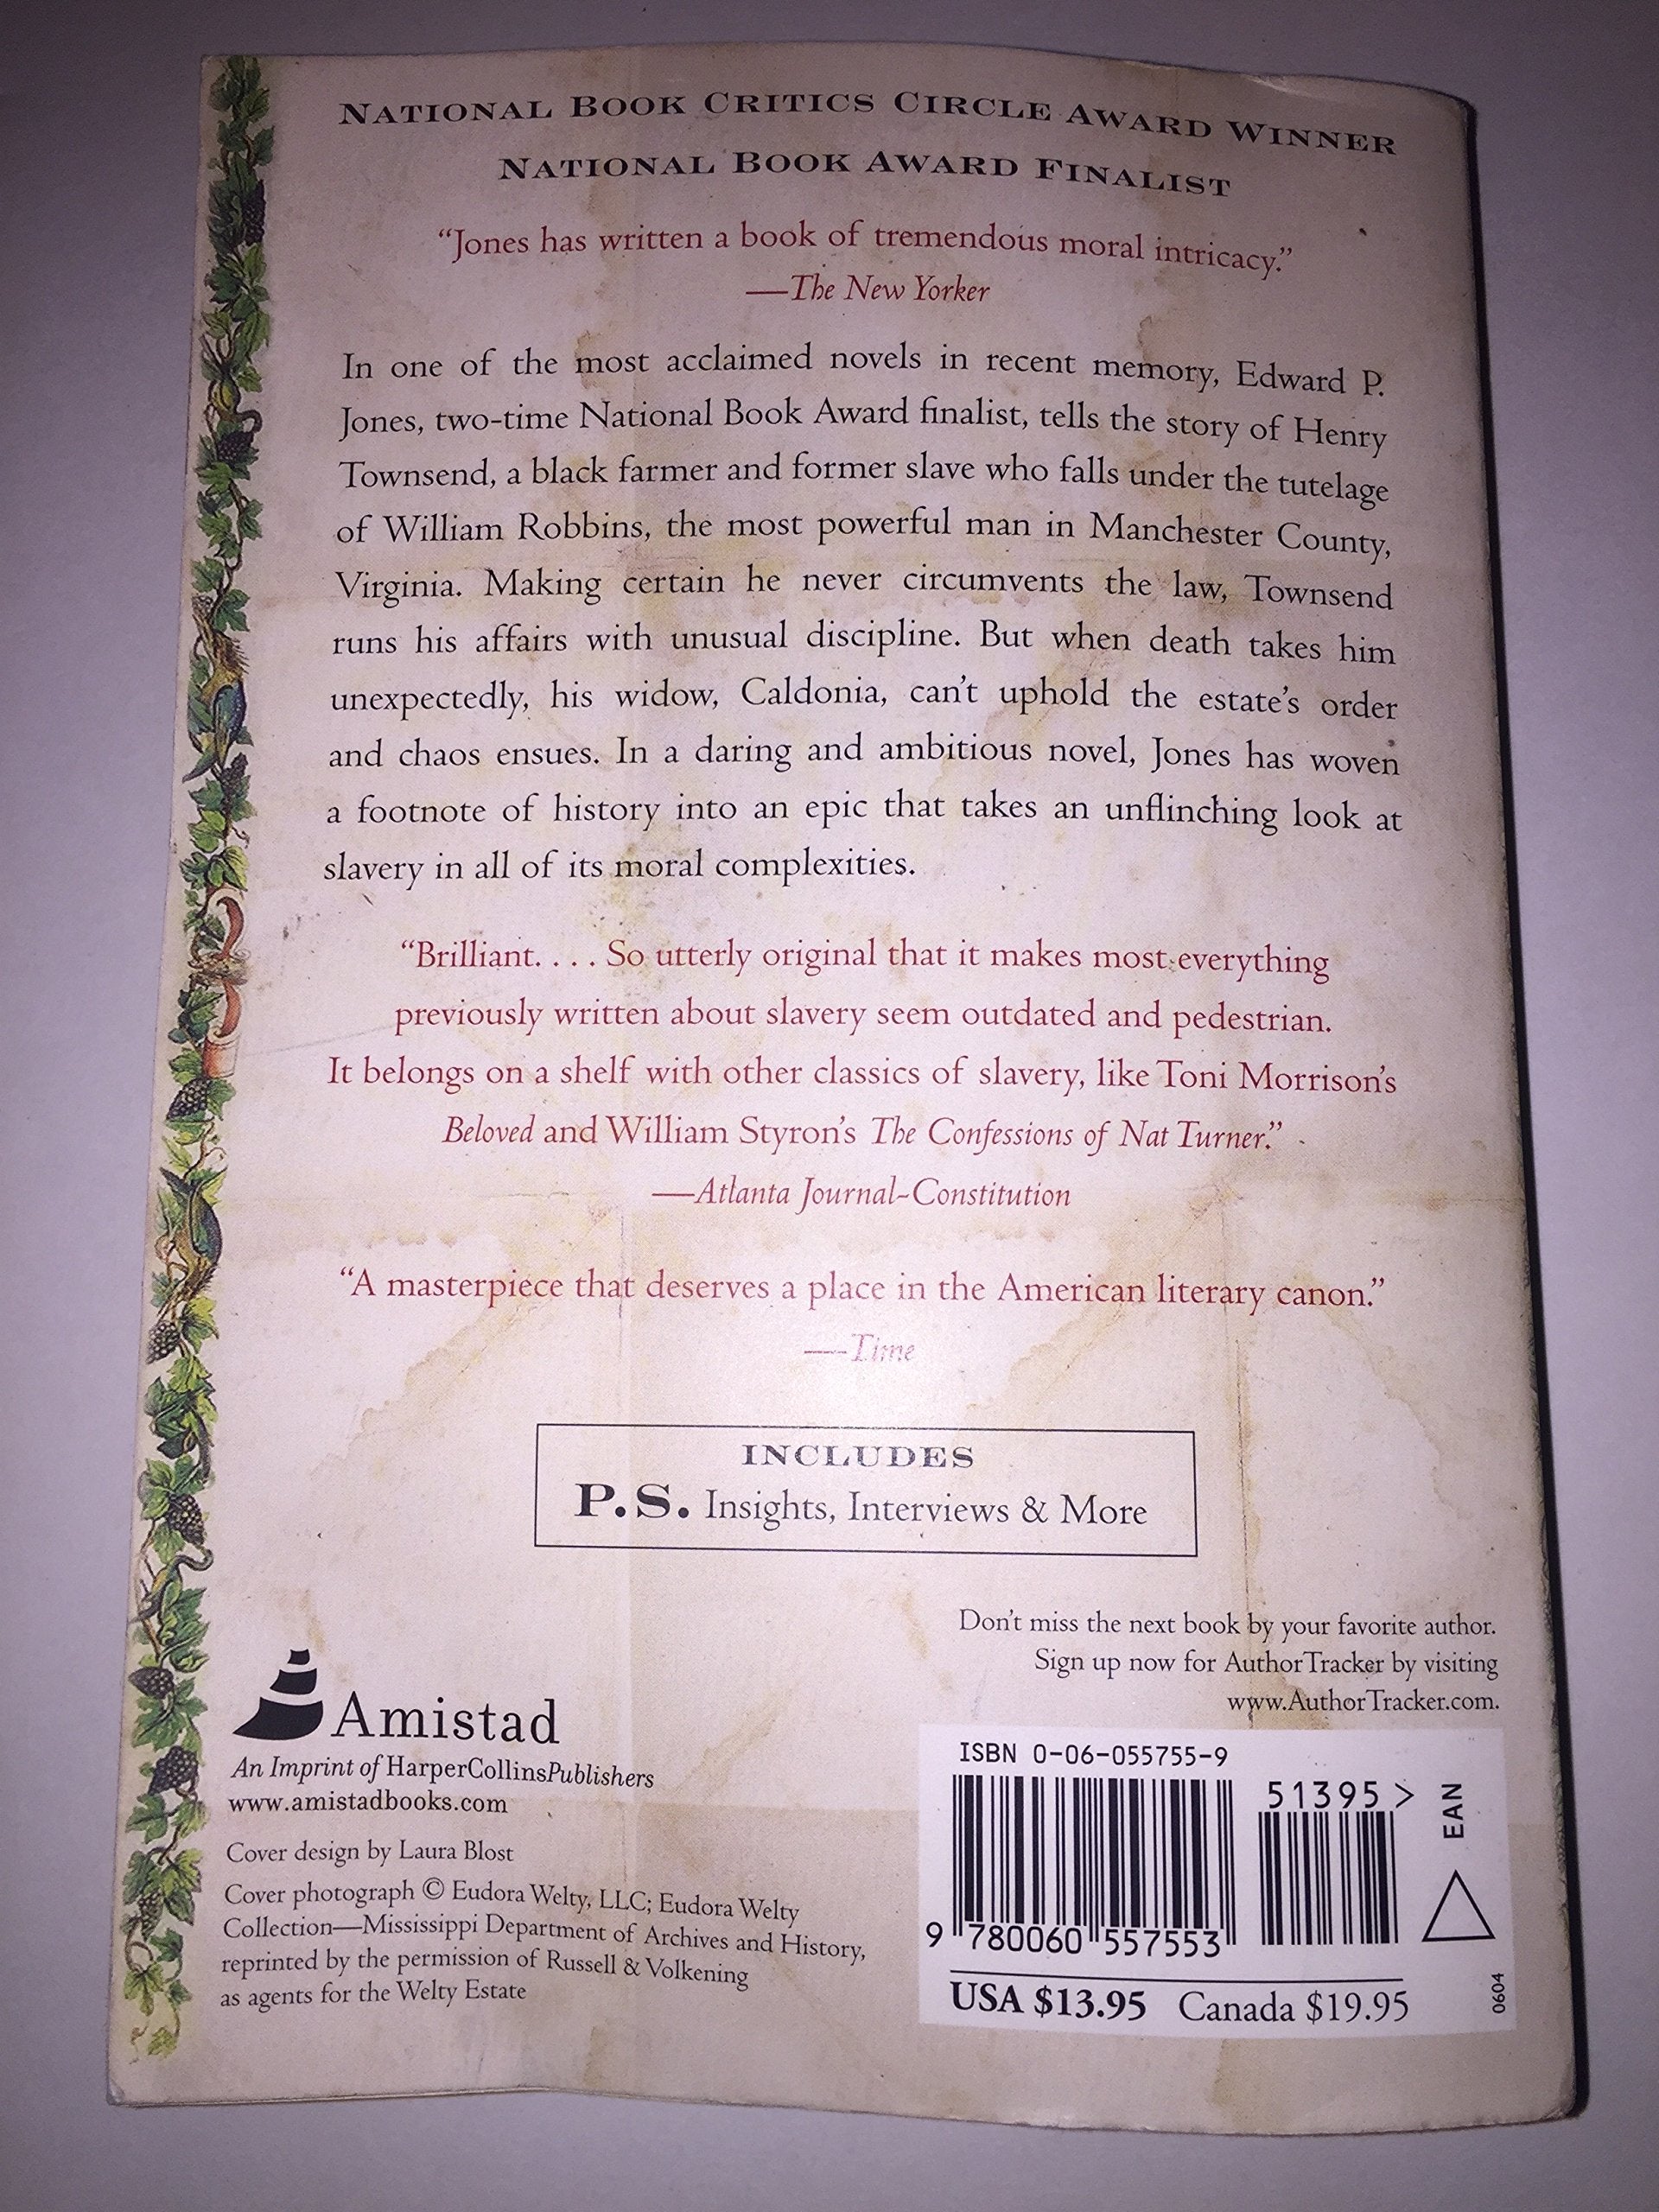 NATIONAL BOOK CRITICS CIRCLE AWARD WINNER
NATIONAL BOOK AWARD FINALIST
“Jones has written a book of tremendous moral intricacy.”
—The New Yorker
In one of the most acclaimed novels in recent memory, Edward P.
Jones, two-time National Book Award finalist, tells the story of Henry
Townsend, a black farmer and former slave who falls under the tutelage
of William Robbins, the most powerful man in Manchester County,
Virginia. Making certain he never circumvents the law, Townsend
runs his affairs with unusual discipline. But when death takes him
unexpectedly, his widow, Caldonia, can’t uphold the estate’s order
and chaos ensues. In a daring and ambitious novel, Jones has woven
a footnote of history into an epic that takes an unflinching look at
slavery in all of its moral complexities.
“Brilliant. . . . So utterly original that it makes most everything
previously written about slavery seem outdated and pedestrian.
It belongs on a shelf with other classics of slavery, like Toni Morrison’s
Beloved and William Styron’s The Confessions of Nat Turner.”
—Atlanta Journal-Constitution
“A masterpiece that deserves a place in the American literary canon.”
—Time
INCLUDES
P.S. Insights, Interviews & More
Don’t miss the next book by your favorite author.
Sign up now for AuthorTracker by visiting
www.AuthorTracker.com.
Amistad
An Imprint of HarperCollinsPublishers
www.amistadbooks.com
Cover design by Laura Blost
Cover photograph © Eudora Welty, LLC; Eudora Welty
Collection—Mississippi Department of Archives and History,
reprinted by the permission of Russell & Volkening
as agents for the Welty Estate
ISBN 0-06-055755-9
51395 >
EAN
9 780060 557553
USA $13.95 Canada $19.95
0604